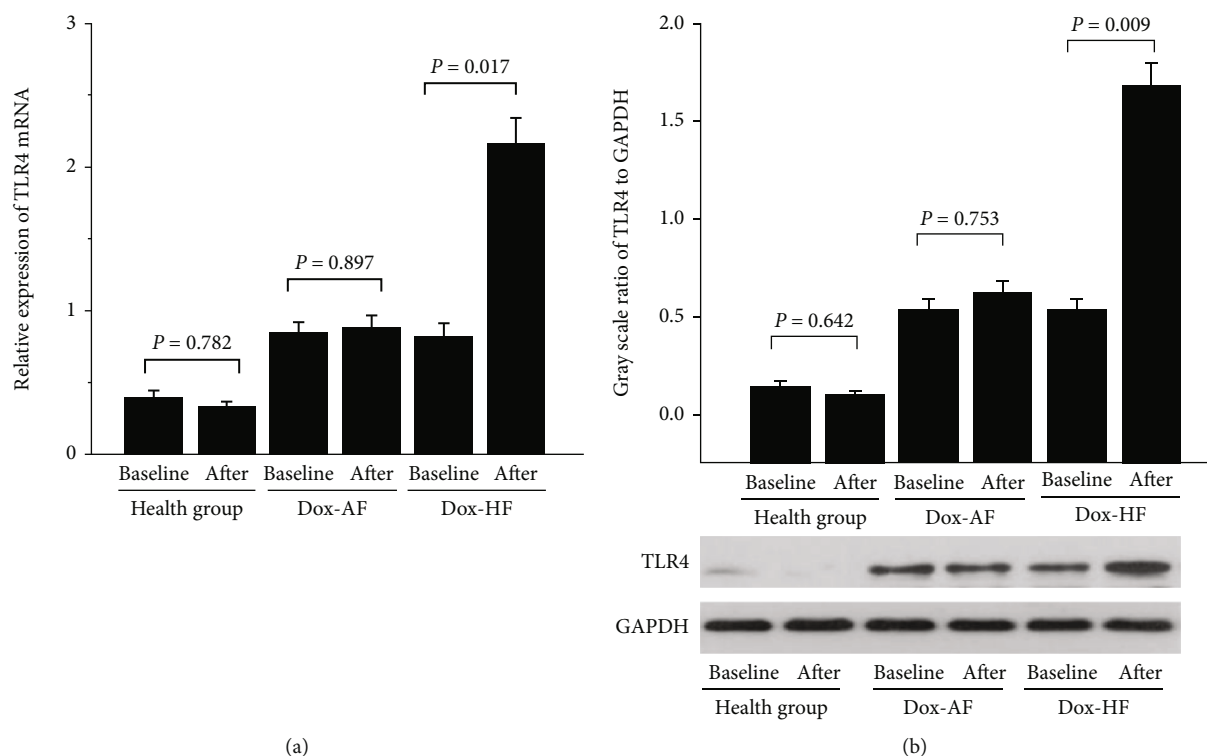 3
2
1
0
Relative expression of TLR4 mRNA
P = 0.782
P = 0.897
P = 0.017
Baseline After Baseline After Baseline After
Health group Dox-AF Dox-HF
(a)
2.0
1.5
1.0
0.5
0.0
Gray scale ratio of TLR4 to GAPDH
P = 0.642
P = 0.753
P = 0.009
Baseline After Baseline After Baseline After
Health group Dox-AF Dox-HF
TLR4
GAPDH
Baseline After Baseline After Baseline After
Health group Dox-AF Dox-HF
(b)